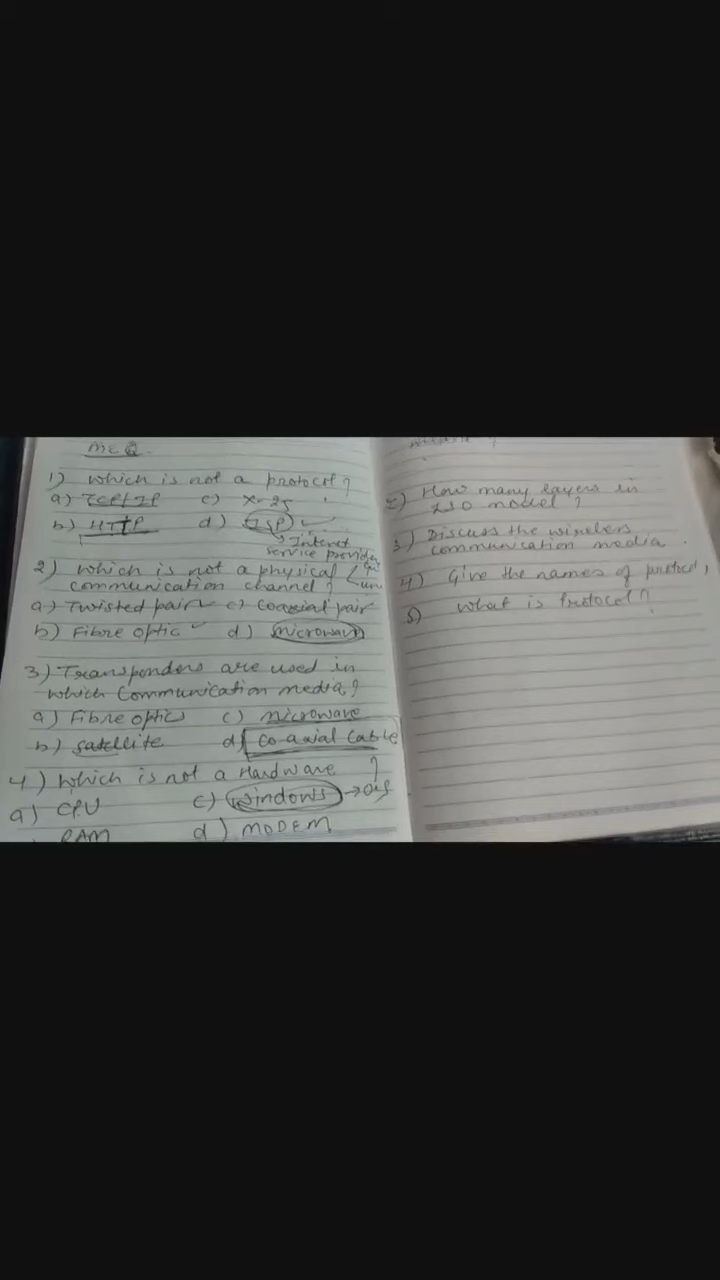 MCQ.
1) Which is not a protocol?
a) TCP/IP c) X-25
b) HTTP d) ISP
Internet
service provider
2) Which is not a physical
communication channel?
a) Twisted pair c) Coaxial pair
b) Fibre optic d) Microwave
3) Transponders are used in
which Communication media?
a) Fibre optics c) Microwave
b) satellite d) Co-axial Cable
4) Which is not a Hardware ?
a) CPU c) Windows
RAM d) MODEM
2) How many layers in
model?
3) Discuss the wireless
communication media.
4) Give the names of protocol,
5) What is Protocol?